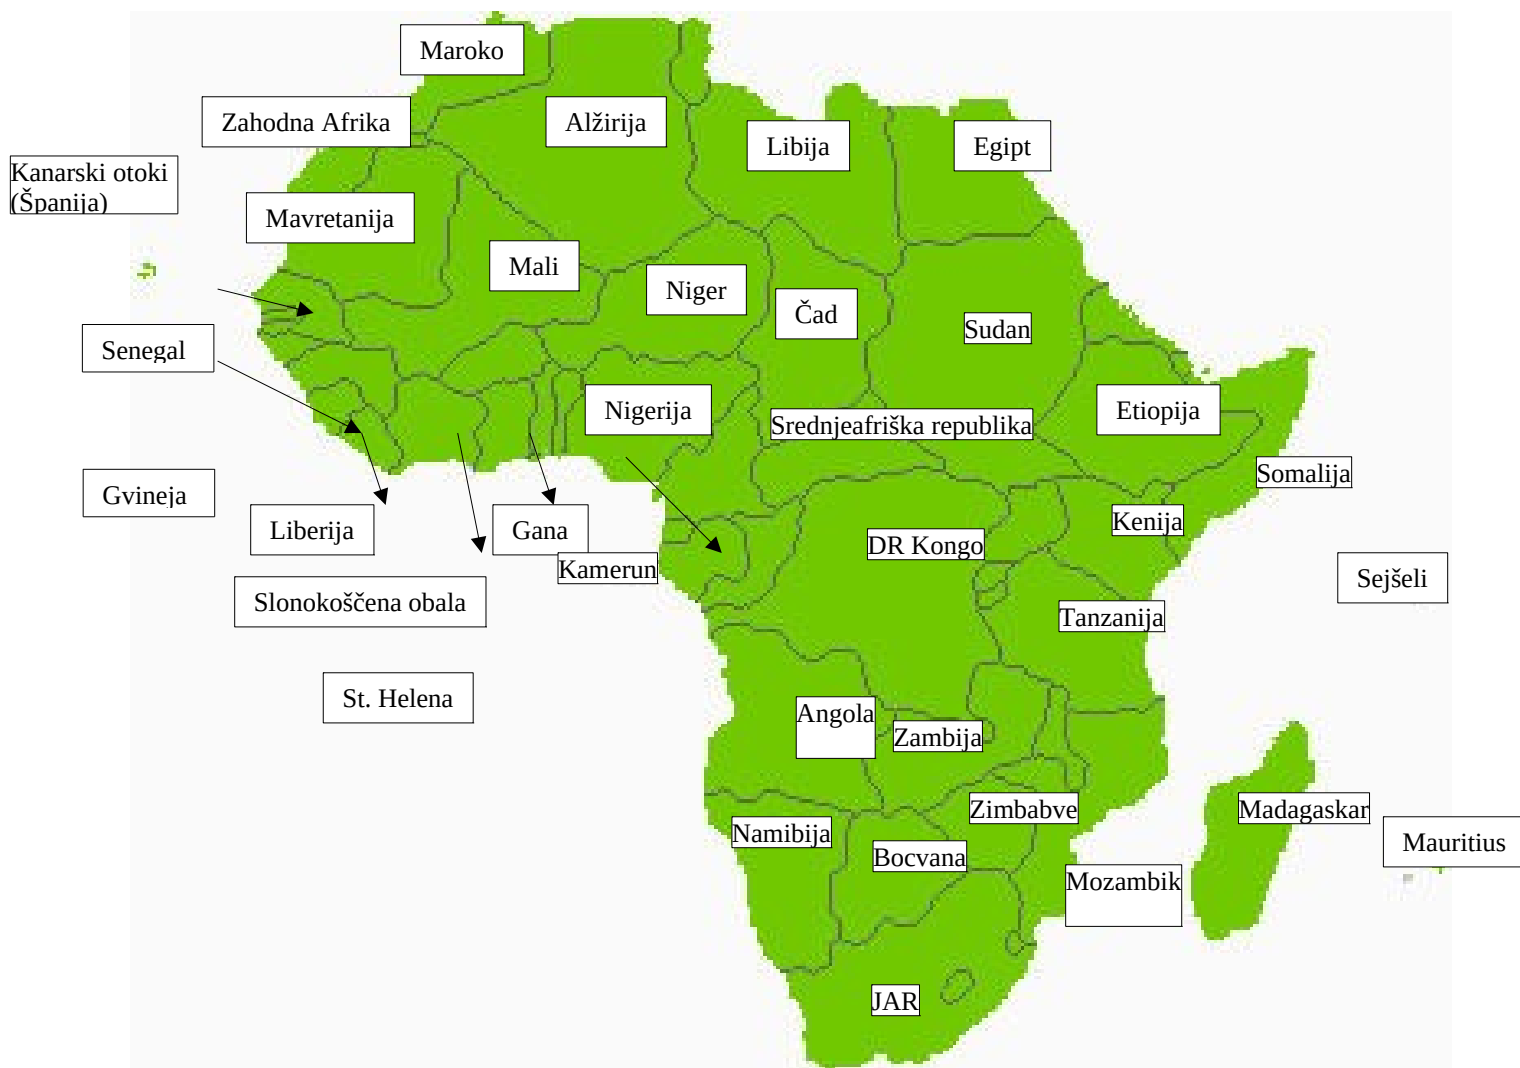 Maroko
Zahodna Afrika
Alžirija
Libija
Egipt
Kanarski otoki
(Španija)
Mavretanija
Mali
Niger
Čad
Sudan
Senegal
Nigerija
Srednjeafriška republika
Etiopija
Somalija
Gvineja
Liberija
Gana
Kenija
DR Kongo
Kamerun
Sejšeli
Slonokoščena obala
Tanzanija
St. Helena
Angola
Zambija
Zimbabve
Madagaskar
Namibija
Mauritius
Bocvana
Mozambik
JAR